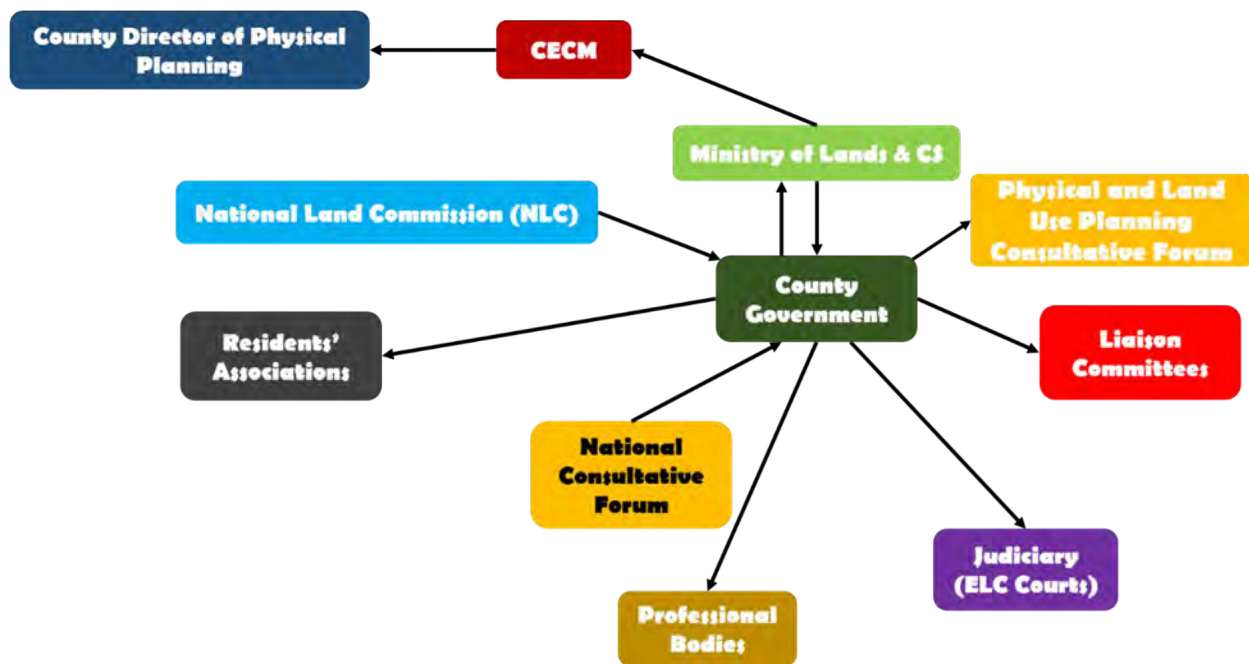 County Director of Physical
Planning
CECM
Ministry of Lands & CS
National Land Commission (NLC)
Physical and Land
Use Planning
Consultative Forum
County
Government
Residents'
Associations
Liaison
Committees
National
Consultative
Forum
Judiciary
(ELC Courts)
Professional
Bodies